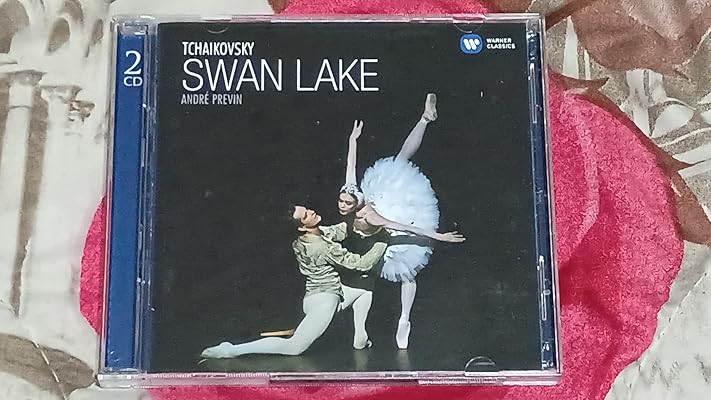 2
CD
TCHAIKOVSKY
SWAN LAKE
ANDRÉ PREVIN
WARNER
CLASSICS